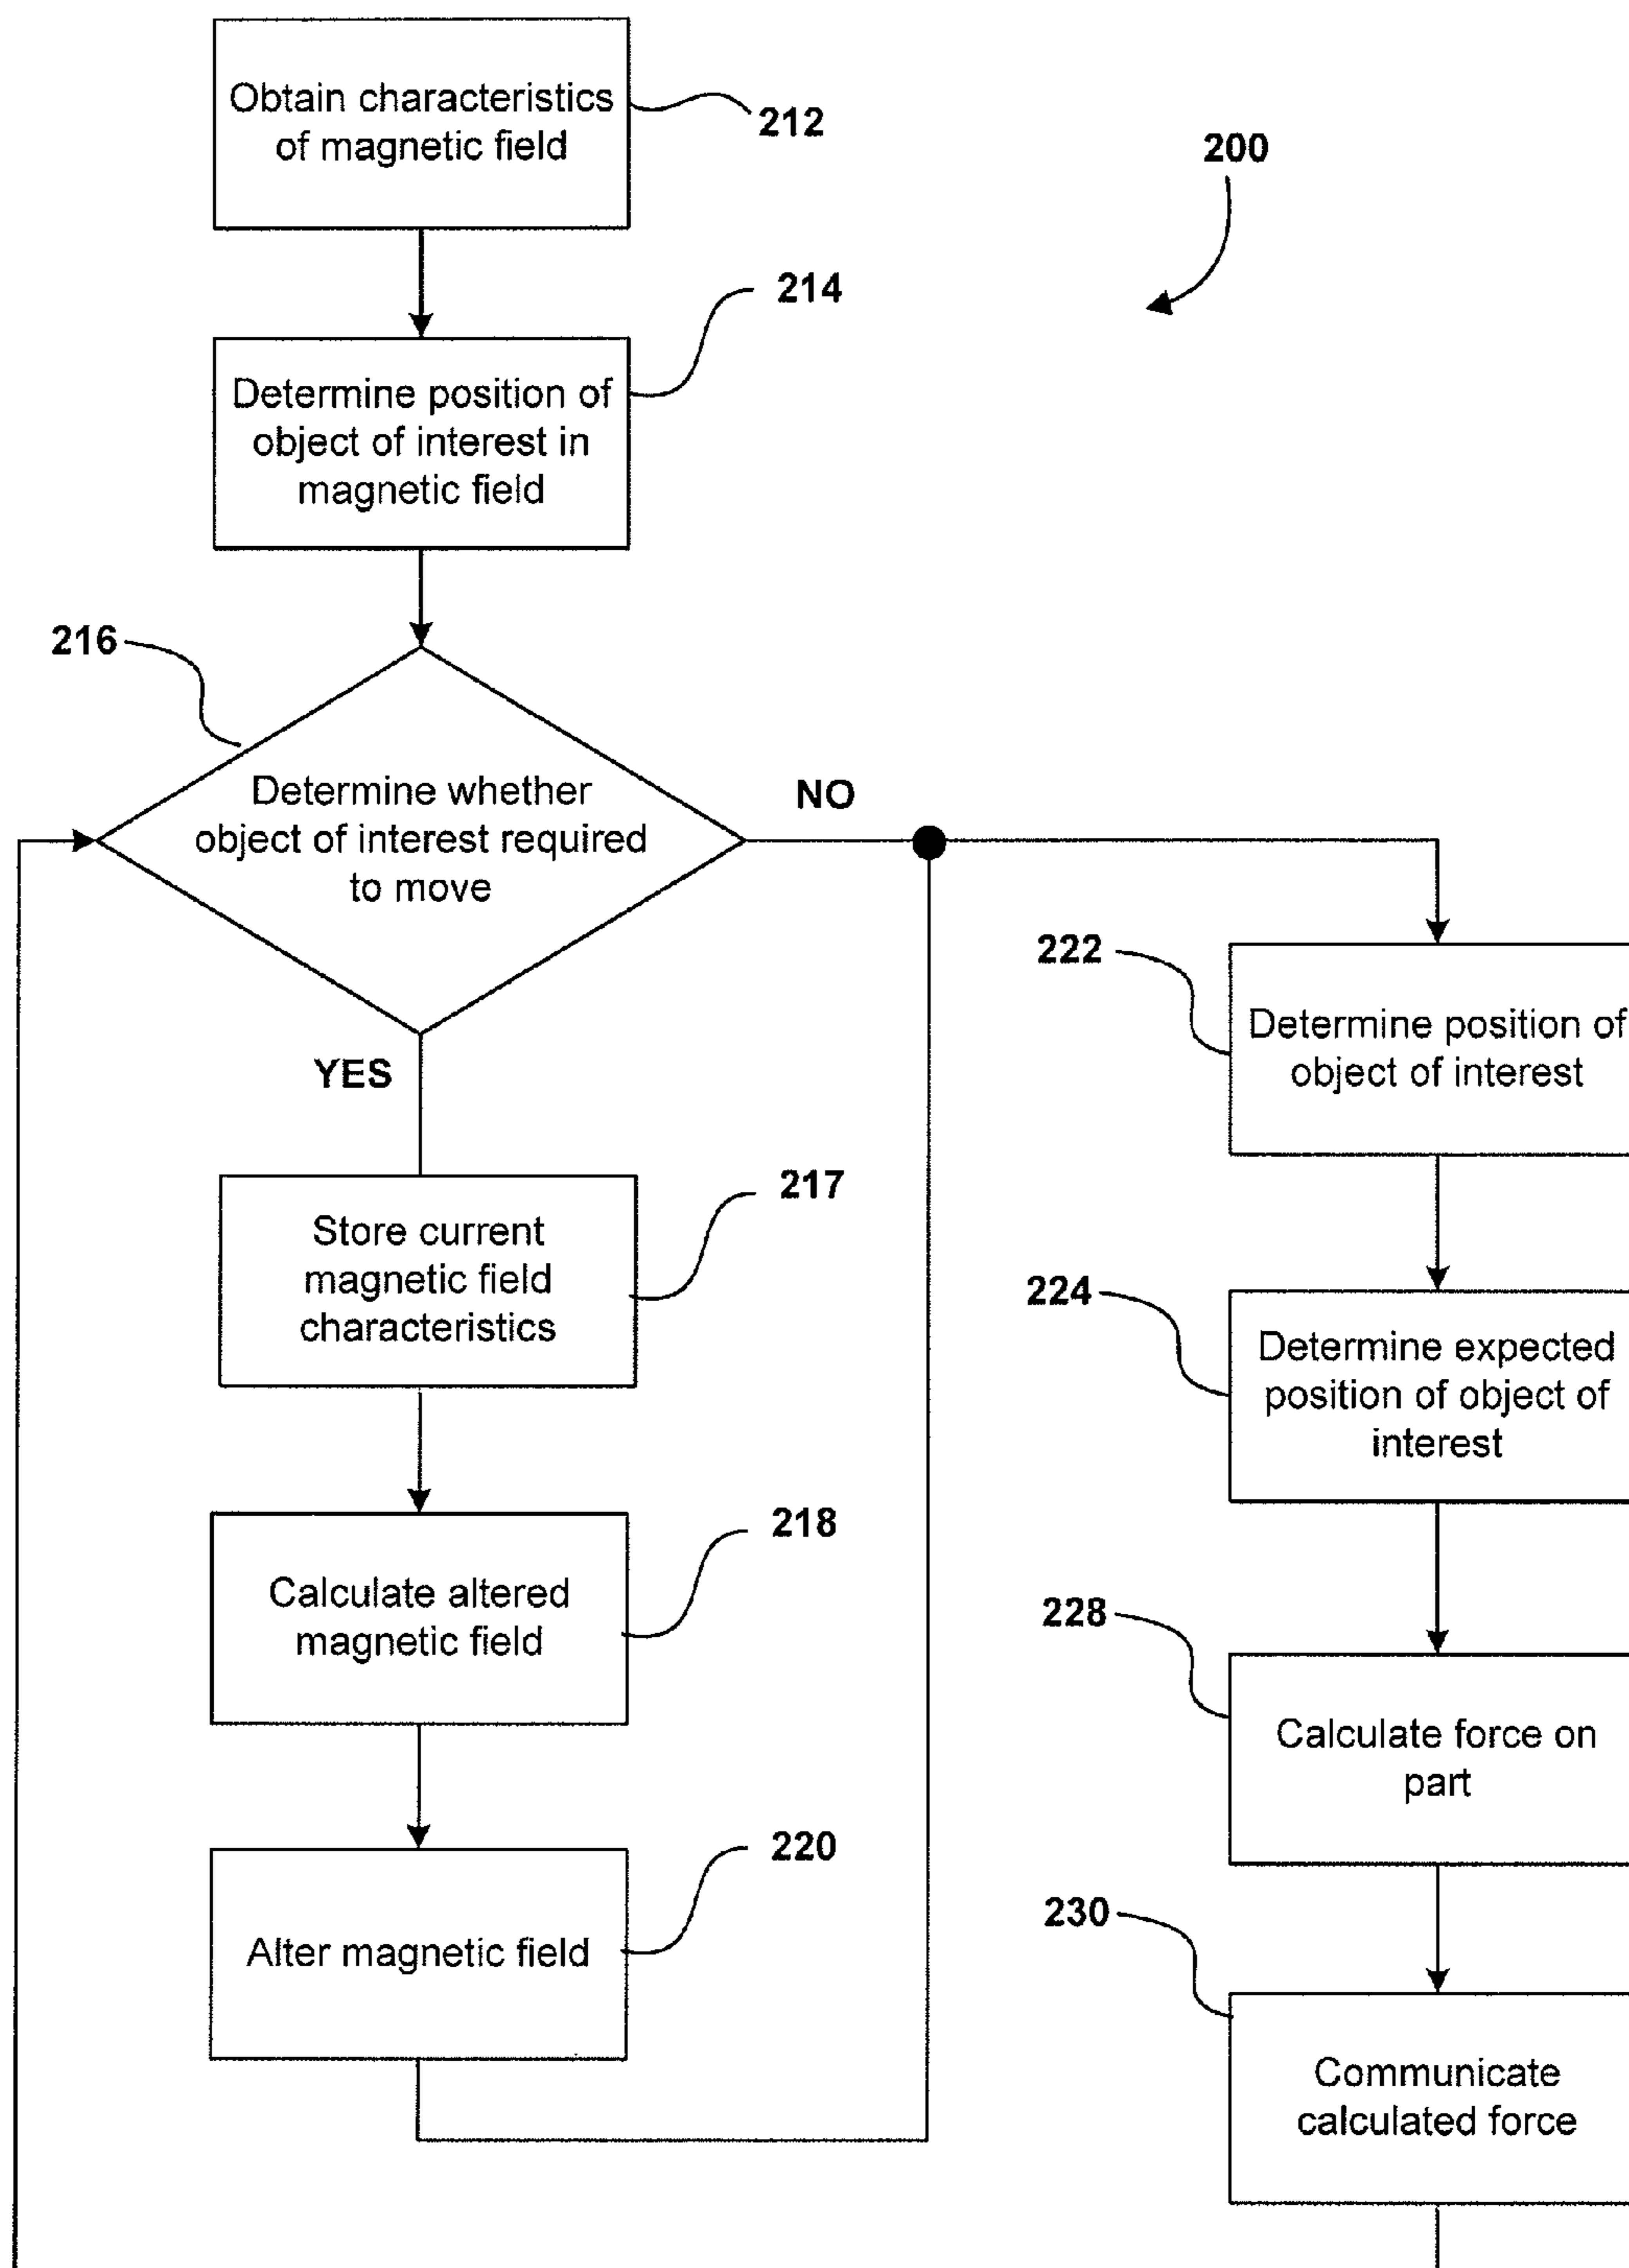 Obtain characteristics
of magnetic field
212
200
214
Determine position of
object of interest in
magnetic field
216
Determine whether
object of interest required
to move
NO
YES
222
Determine position of
object of interest
217
Store current
magnetic field
characteristics
224
Determine expected
position of object of
interest
218
Calculate altered
magnetic field
228
Calculate force on
part
220
Alter magnetic field
230
Communicate
calculated force